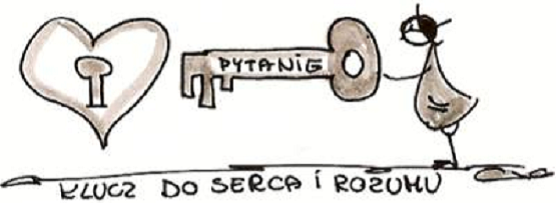 PYTANIE
KLUCZ DO SERCA i ROZUMU